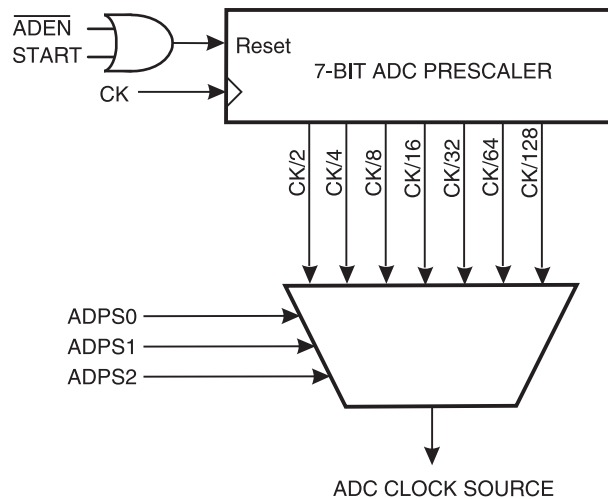 ADEN
START
Reset
7-BIT ADC PRESCALER
CK
CK/2
CK/4
CK/8
CK/16
CK/32
CK/64
CK/128
ADPS0
ADPS1
ADPS2
ADC CLOCK SOURCE